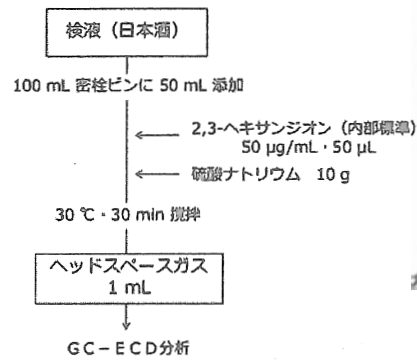 検液（日本酒）
100 mL 密栓ビンに 50 mL 添加
2,3-ヘキサンジオン（内部標準）
50 μg/mL・50 μL
硫酸ナトリウム 10 g
30 ℃・30 min 撹拌
ヘッドスペースガス
1 mL
GC－ECD分析